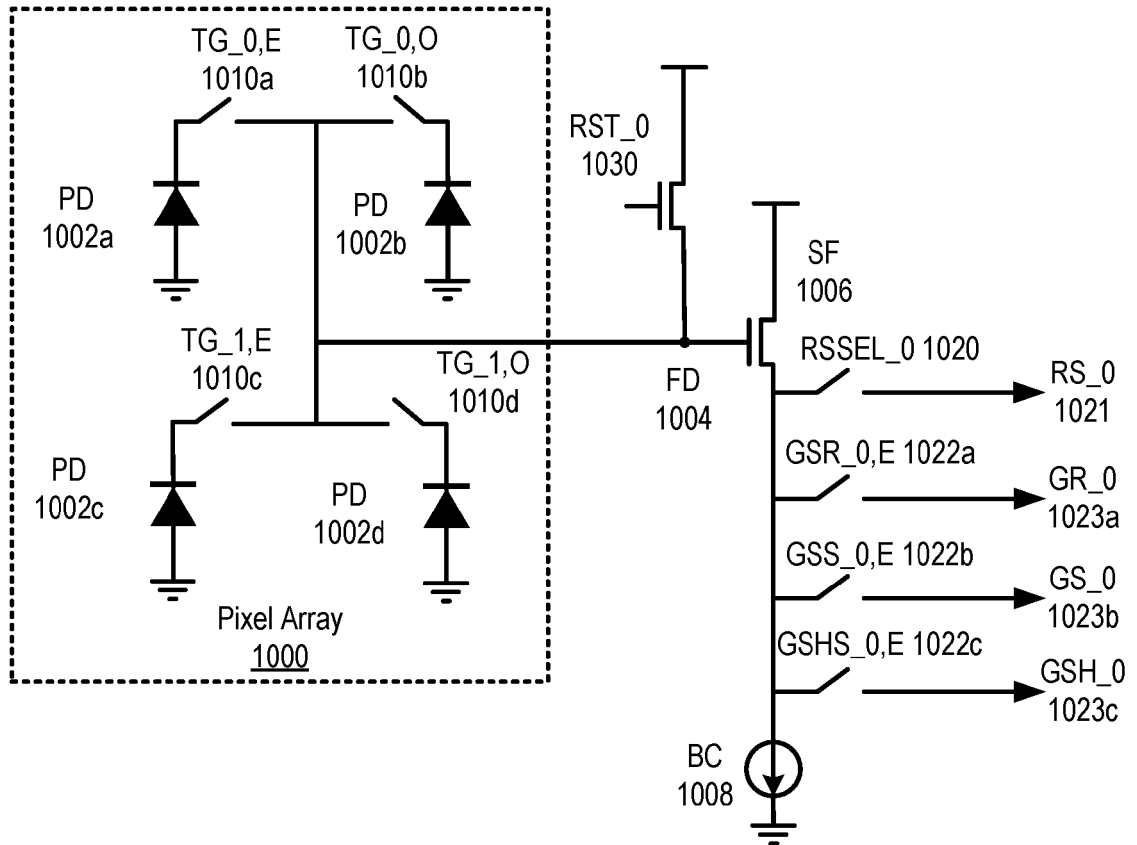 TG_0,E
1010a
TG_0,O
1010b
RST_0
1030
PD
1002a
PD
1002b
SF
1006
TG_1,E
1010c
TG_1,O
1010d
FD
1004
RSSEL_0 1020
RS_0
1021
PD
1002c
PD
1002d
GSR_0,E 1022a
GR_0
1023a
GSS_0,E 1022b
GS_0
1023b
Pixel Array
1000
GSHS_0,E 1022c
GSH_0
1023c
BC
1008